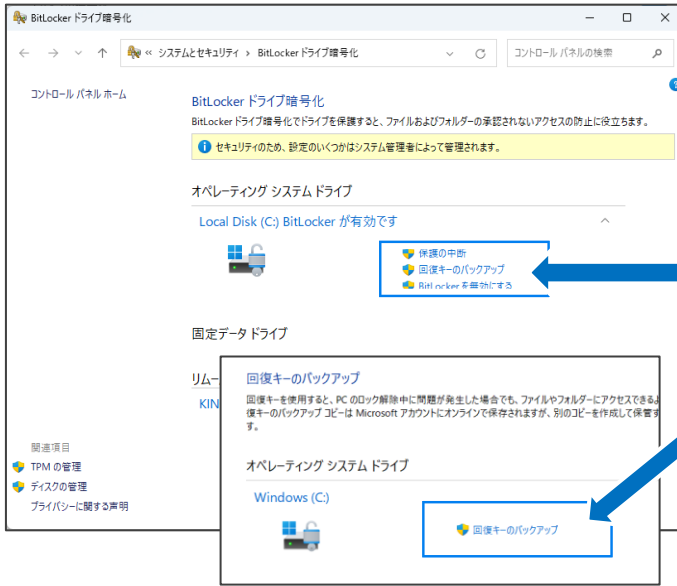 BitLocker ドライブ暗号化
« システムとセキュリティ › BitLocker ドライブ暗号化
コントロール パネルの検索
コントロール パネル ホーム
BitLocker ドライブ暗号化
BitLocker ドライブ暗号化でドライブを保護すると、ファイルおよびフォルダーの承認されないアクセスの防止に役立ちます。
セキュリティのため、設定のいくつかはシステム管理者によって管理されます。
オペレーティング システム ドライブ
Local Disk (C:) BitLocker が有効です
保護の中断
回復キーのバックアップ
BitLocker を無効にする
固定データ ドライブ
リムー
KIN
回復キーのバックアップ
回復キーを使用すると、PC のロック解除中に問題が発生した場合でも、ファイルやフォルダーにアクセスできるよ
復キーのバックアップ コピーは Microsoft アカウントにオンラインで保存されますが、別のコピーを作成して保管す
す。
オペレーティング システム ドライブ
Windows (C:)
回復キーのバックアップ
関連項目
TPM の管理
ディスクの管理
プライバシーに関する声明